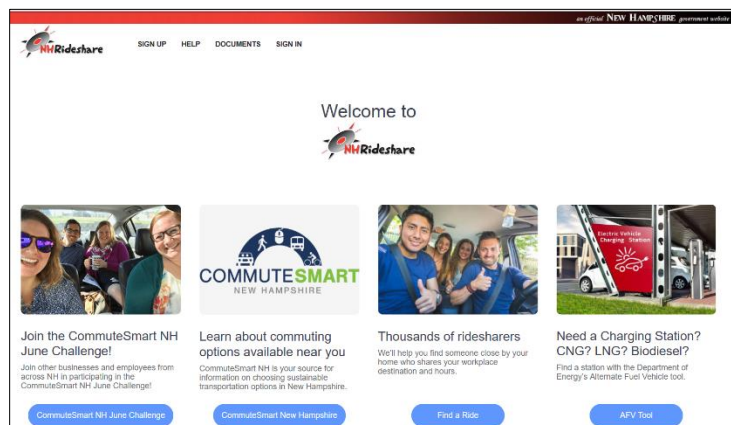 an official NEW HAMPSHIRE government website
NHRideshare
SIGN UP HELP DOCUMENTS SIGN IN
Welcome to
NHRideshare
COMMUTESMART
NEW HAMPSHIRE
Electric Vehicle
Charging Station
Join the CommuteSmart NH
June Challenge!
Join other businesses and employees from
across NH in participating in the
CommuteSmart NH June Challenge!
CommuteSmart NH June Challenge
Learn about commuting
options available near you
CommuteSmart NH is your source for
information on choosing sustainable
transportation options in New Hampshire.
CommuteSmart New Hampshire
Thousands of ridesharers
We'll help you find someone close by your
home who shares your workplace
destination and hours.
Find a Ride
Need a Charging Station?
CNG? LNG? Biodiesel?
Find a station with the Department of
Energy's Alternate Fuel Vehicle tool.
AFV Tool